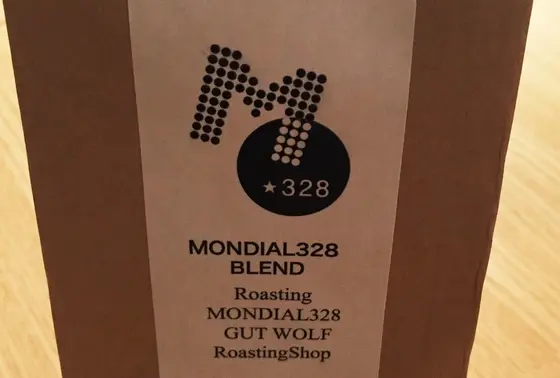 M
★328
MONDIAL328
BLEND
Roasting
MONDIAL328
GUT WOLF
RoastingShop